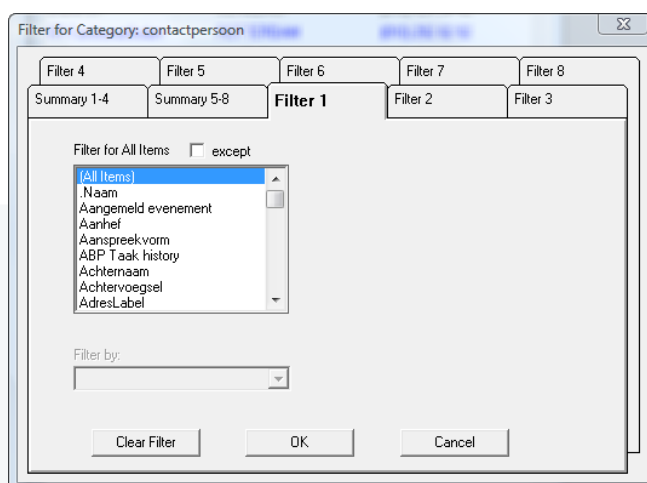 Filter for Category: contactpersoon
Filter 4 Filter 5 Filter 6 Filter 7 Filter 8
Summary 1-4 Summary 5-8 Filter 1 Filter 2 Filter 3
Filter for All Items except
(All Items)
.Naam
Aangemeld evenement
Aanhef
Aanspreekvorm
ABP Taak history
Achternaam
Achtervoegsel
AdresLabel
Filter by:
Clear Filter OK Cancel